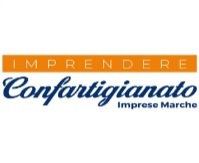 IMPRENDERE
Confartigianato
Imprese Marche